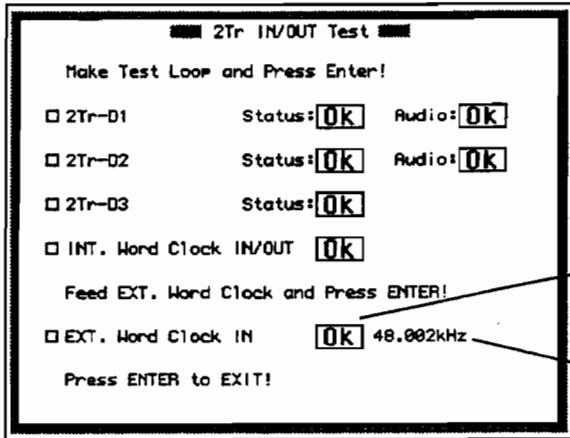 2Tr IN/OUT Test
Make Test Loop and Press Enter!
2Tr-D1 Status: Ok Audio: Ok
2Tr-D2 Status: Ok Audio: Ok
2Tr-D3 Status: Ok
INT. Word Clock IN/OUT Ok
Feed EXT. Word Clock and Press ENTER!
EXT. Word Clock IN Ok 48.002kHz
Press ENTER to EXIT!